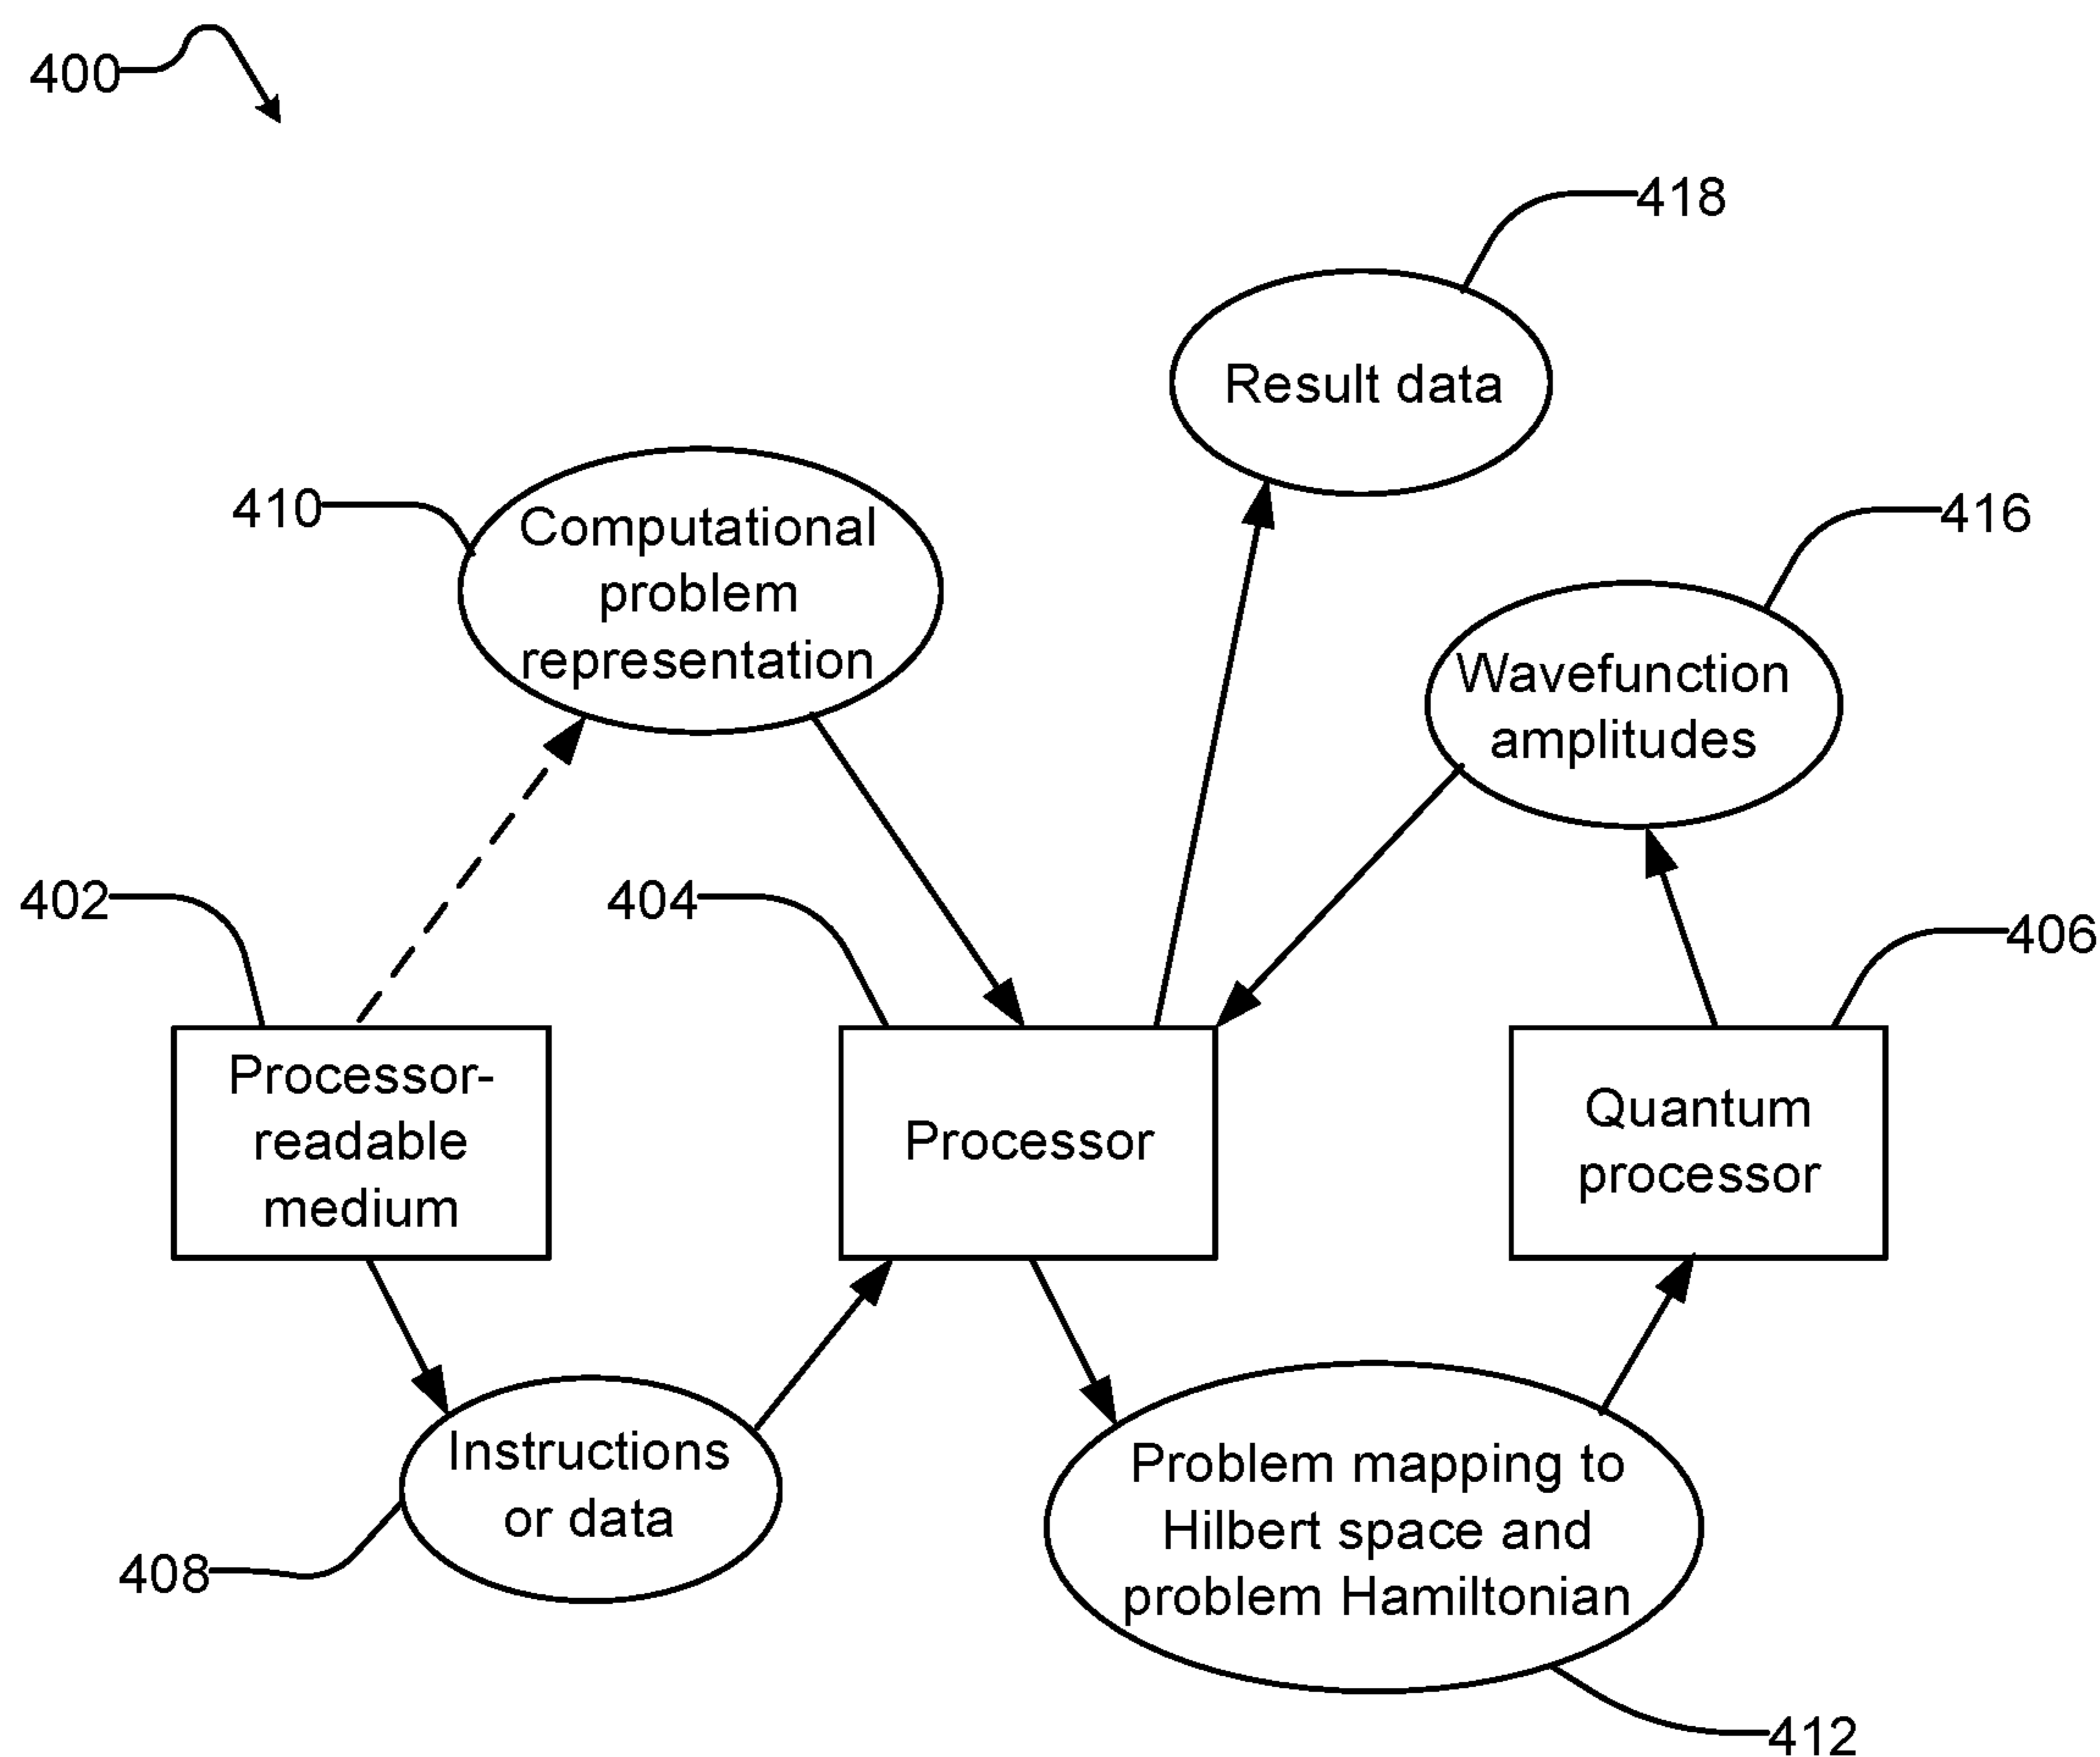 400
418
Result data
410
Computational
problem
representation
416
Wavefunction
amplitudes
402
404
406
Processor-
readable
medium
Processor
Quantum
processor
Instructions
or data
408
Problem mapping to
Hilbert space and
problem Hamiltonian
412